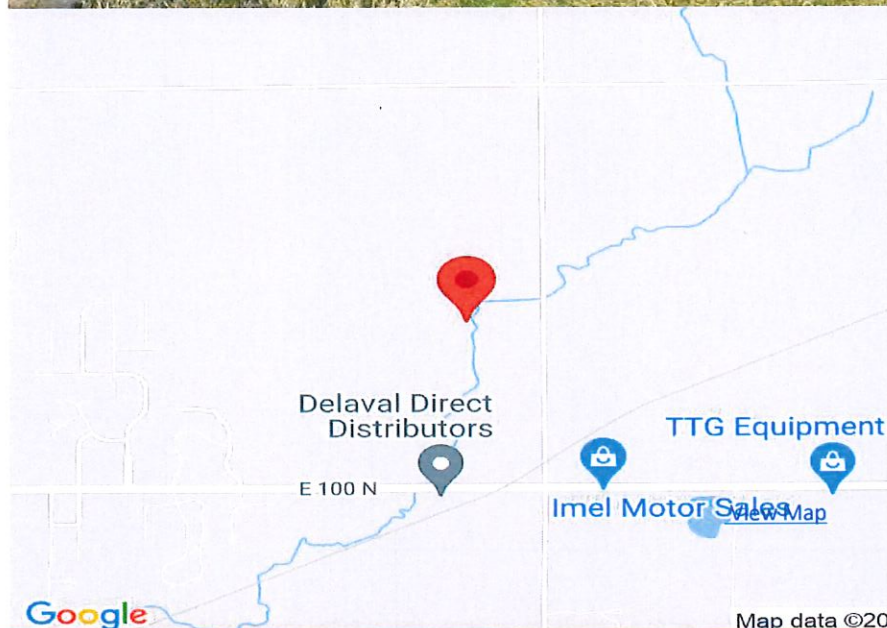 Delaval Direct
Distributors
TTG Equipment
E 100 N
Imel Motor Sales
View Map
Google
Map data ©20